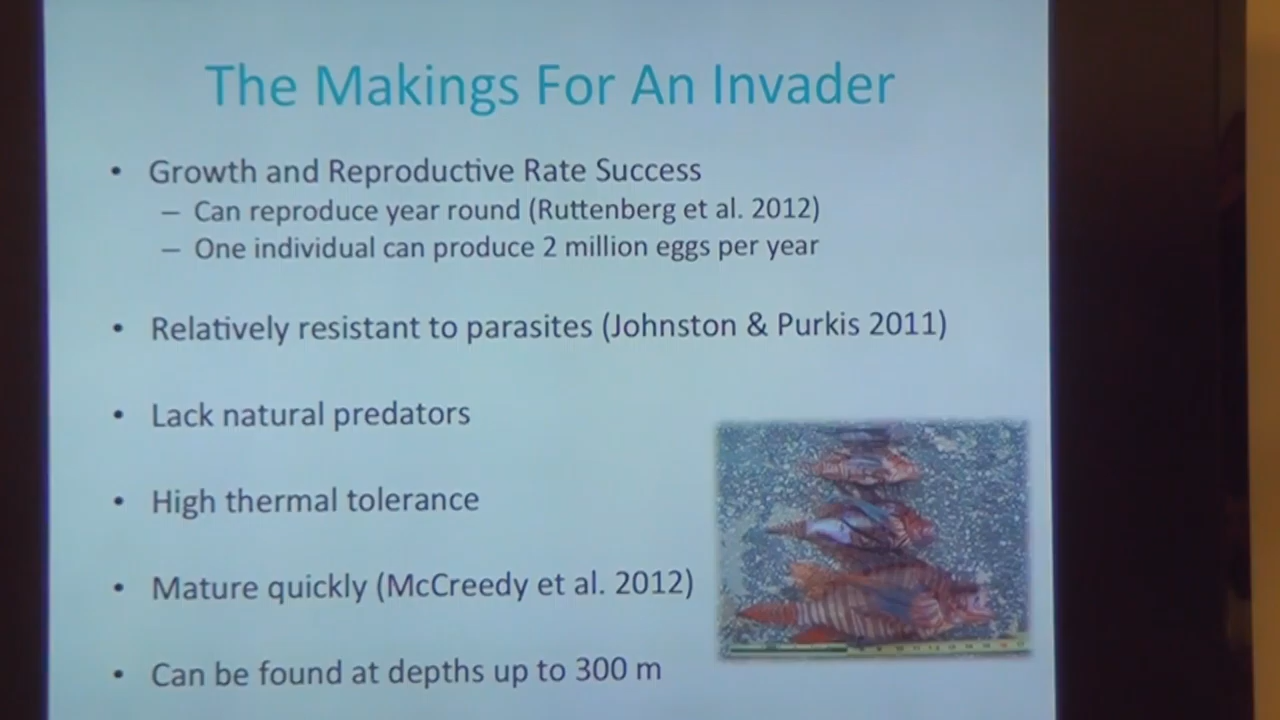 The Makings For An Invader
• Growth and Reproductive Rate Success
– Can reproduce year round (Ruttenberg et al. 2012)
– One individual can produce 2 million eggs per year
• Relatively resistant to parasites (Johnston & Purkis 2011)
• Lack natural predators
• High thermal tolerance
• Mature quickly (McCreedy et al. 2012)
• Can be found at depths up to 300 m